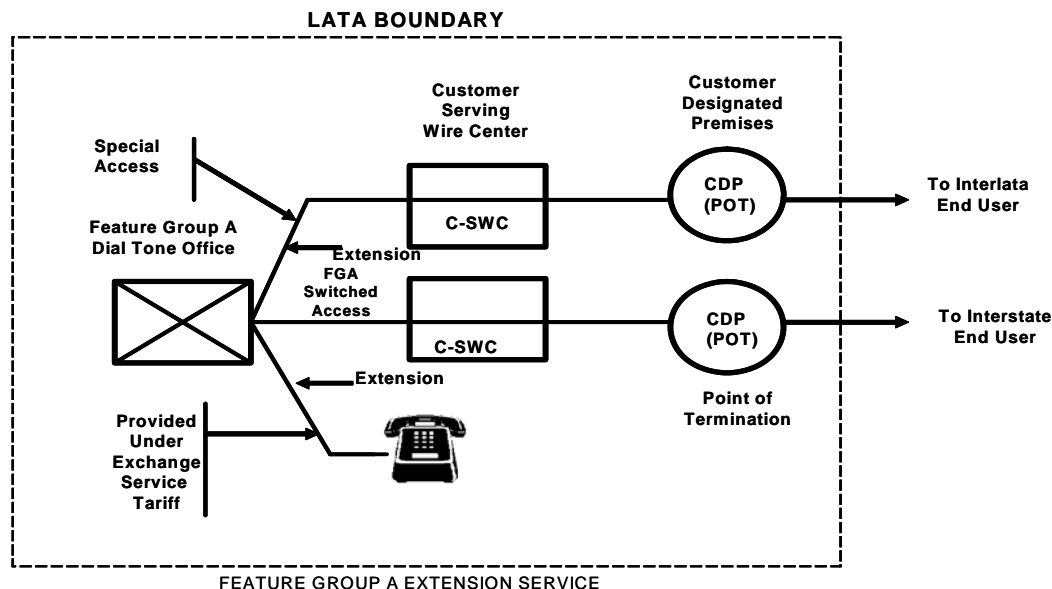 LATA BOUNDARY
Customer
Serving
Wire Center
Customer
Designated
Premises
Special
Access
CDP
(POT)
To Interlata
End User
C-SWC
Feature Group A
Dial Tone Office
Extension
FGA
Switched
Access
CDP
(POT)
To Interstate
End User
C-SWC
Extension
Point of
Termination
Provided
Under
Exchange
Service
Tariff
FEATURE GROUP A EXTENSION SERVICE